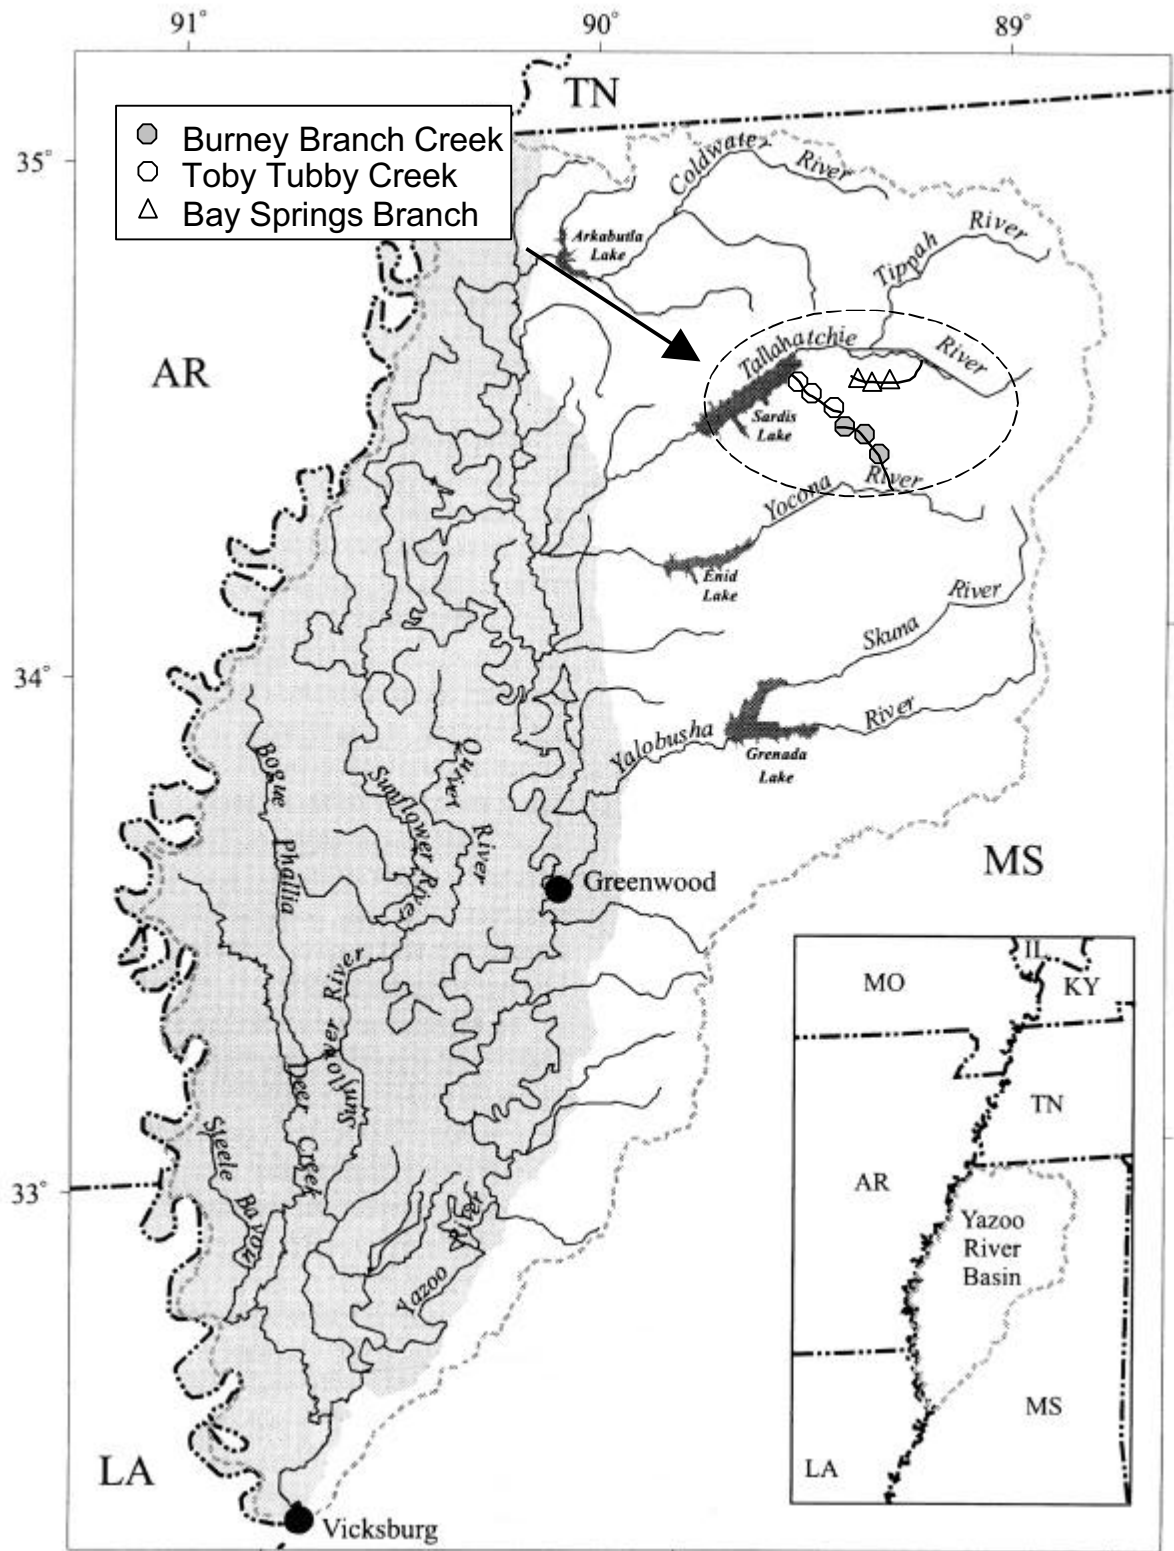 91°
90°
89°
TN
Burney Branch Creek
Toby Tubby Creek
Bay Springs Branch
35°
Coldwater River
Arkabutla
Lake
Tippah River
AR
Tallahatchie River
Sardis
Lake
Yocona River
Enid
Lake
Skuna River
34°
Yalobusha River
Grenada
Lake
Bogue Phallia
Sunflower River
Quiver River
Greenwood
MS
Sunflower River
Deer Creek
Steele Bayou
33°
Yazoo River
LA
Vicksburg
IL
MO
KY
TN
AR
Yazoo
River
Basin
MS
LA